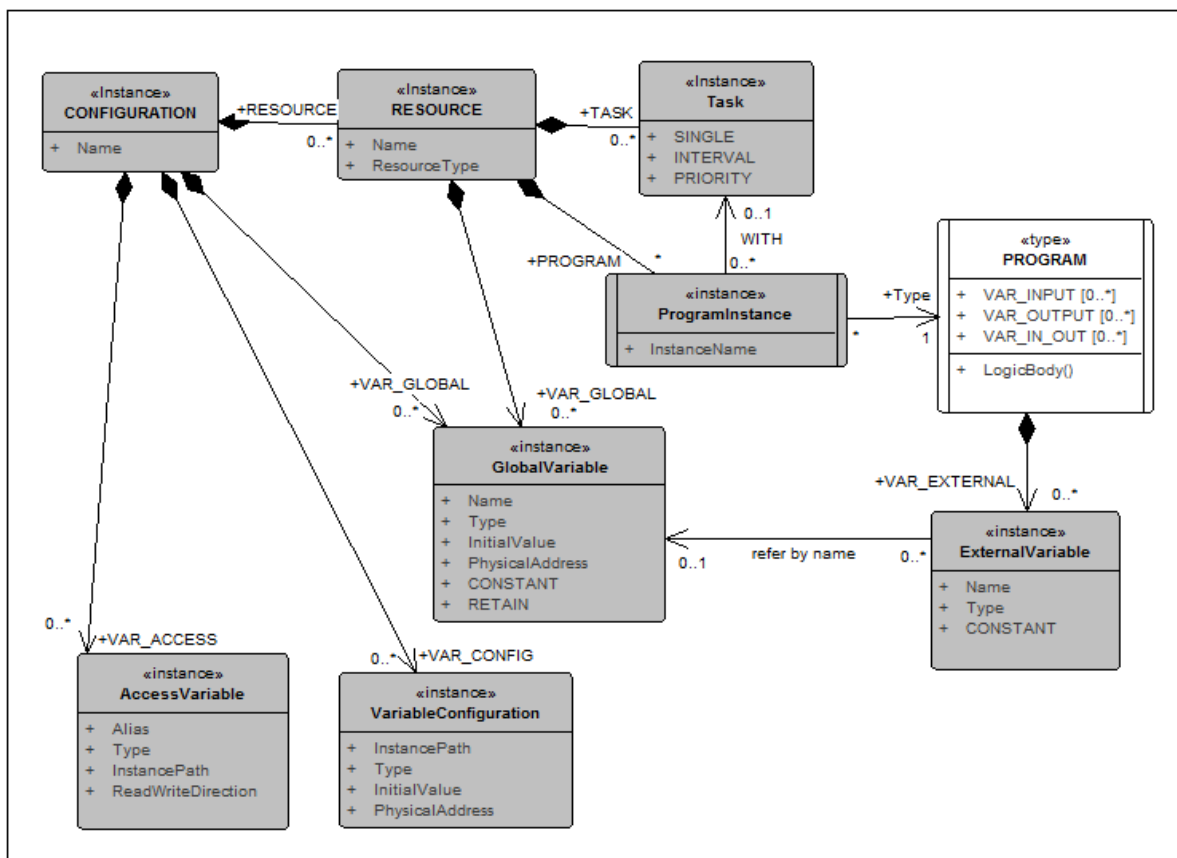 «Instance»
CONFIGURATION
+ Name
+RESOURCE
0..*
«Instance»
RESOURCE
+ Name
+ ResourceType
+TASK
0..*
«Instance»
Task
+ SINGLE
+ INTERVAL
+ PRIORITY
0..1
WITH
0..*
+PROGRAM
*
«instance»
ProgramInstance
+ InstanceName
+Type
*
1
«type»
PROGRAM
+ VAR_INPUT [0..*]
+ VAR_OUTPUT [0..*]
+ VAR_IN_OUT [0..*]
+ LogicBody()
+VAR_GLOBAL
0..*
+VAR_GLOBAL
0..*
«instance»
GlobalVariable
+ Name
+ Type
+ InitialValue
+ PhysicalAddress
+ CONSTANT
+ RETAIN
+VAR_EXTERNAL
0..*
0..1
refer by name
0..*
«instance»
ExternalVariable
+ Name
+ Type
+ CONSTANT
0..*
+VAR_ACCESS
«instance»
AccessVariable
+ Alias
+ Type
+ InstancePath
+ ReadWriteDirection
0..*
+VAR_CONFIG
«instance»
VariableConfiguration
+ InstancePath
+ Type
+ InitialValue
+ PhysicalAddress